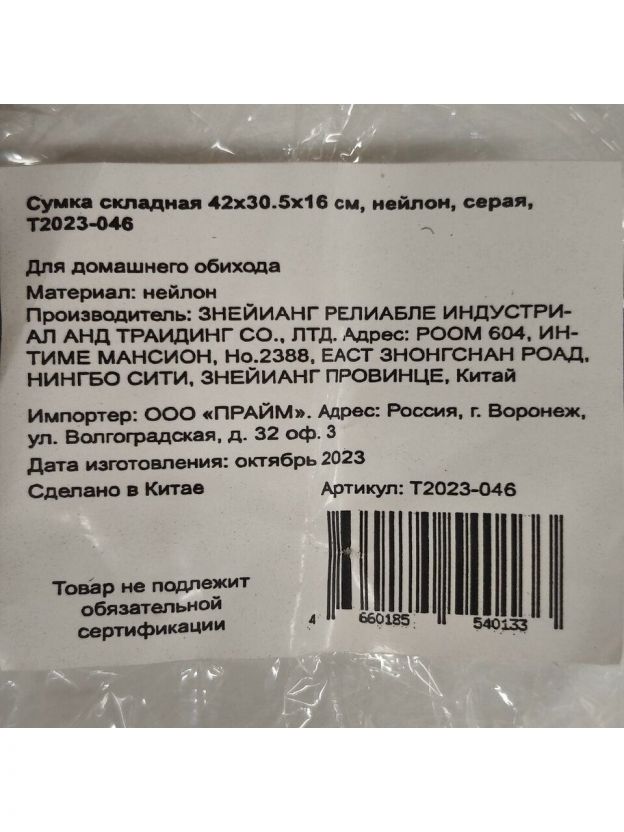 Сумка складная 42х30.5х16 см, нейлон, серая,
Т2023-046
Для домашнего обихода
Материал: нейлон
Производитель: ЗНЕЙИАНГ РЕЛИАБЛЕ ИНДУСТРИ-
АЛ АНД ТРАИДИНГ СО., ЛТД. Адрес: РООМ 604, ИН-
ТИМЕ МАНСИОН, Но.2388, ЕАСТ ЗНОНГСНАН РОАД,
НИНГБО СИТИ, ЗНЕЙИАНГ ПРОВИНЦЕ, Китай
Импортер: ООО «ПРАЙМ». Адрес: Россия, г. Воронеж,
ул. Волгоградская, д. 32 оф. 3
Дата изготовления: октябрь 2023
Сделано в Китае
Артикул: Т2023-046
Товар не подлежит
обязательной
сертификации
4 660185 540133